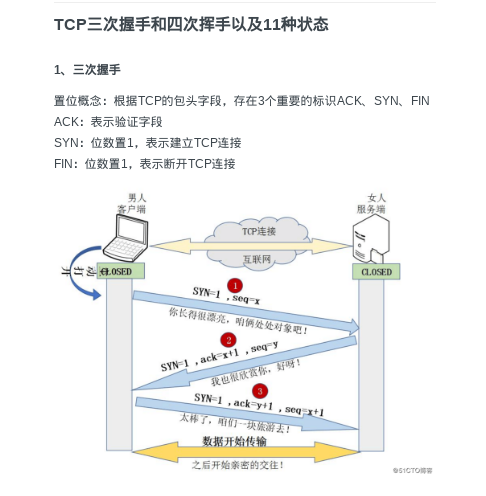 TCP三次握手和四次挥手以及11种状态
1、三次握手
置位概念：根据TCP的包头字段，存在3个重要的标识ACK、SYN、FIN
ACK：表示验证字段
SYN：位数置1，表示建立TCP连接
FIN：位数置1，表示断开TCP连接
男人
客户端
女人
服务端
TCP连接
互联网
动打开
CLOSED
CLOSED
1
SYN=1 ,seq=x
你长得很漂亮，咱俩处处对象吧！
2
SYN=1 ,ack=x+1 ,seq=y
我也很欣赏你，好呀！
3
SYN=1 ,ack=y+1 ,seq=x+1
太棒了，咱们一块旅游去！
数据开始传输
之后开始亲密的交往！
@51CTO博客